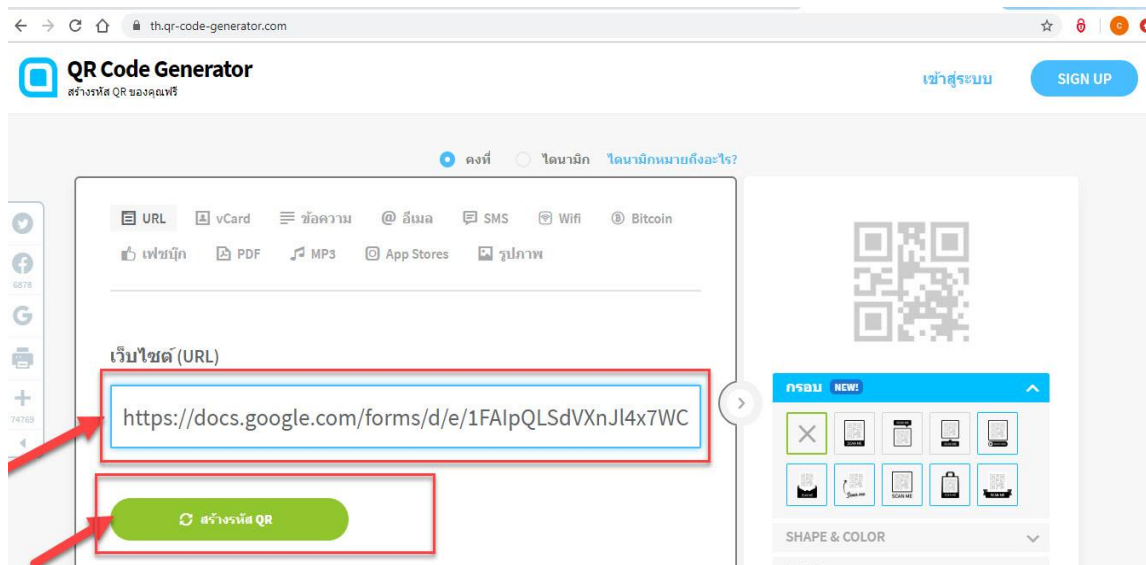 th.qr-code-generator.com
QR Code Generator
สร้างรหัส QR ของคุณฟรี
เข้าสู่ระบบ
SIGN UP
คงที่ ไดนามิก ไดนามิกหมายถึงอะไร?
URL vCard ข้อความ @ อีเมล SMS Wifi Bitcoin
เฟซบุ๊ก PDF MP3 App Stores รูปภาพ
6878
74769
เว็บไซต์ (URL)
https://docs.google.com/forms/d/e/1FAIpQLSdVXnJl4x7WC
สร้างรหัส QR
กรอบ NEW!
SCAN ME
SHAPE & COLOR